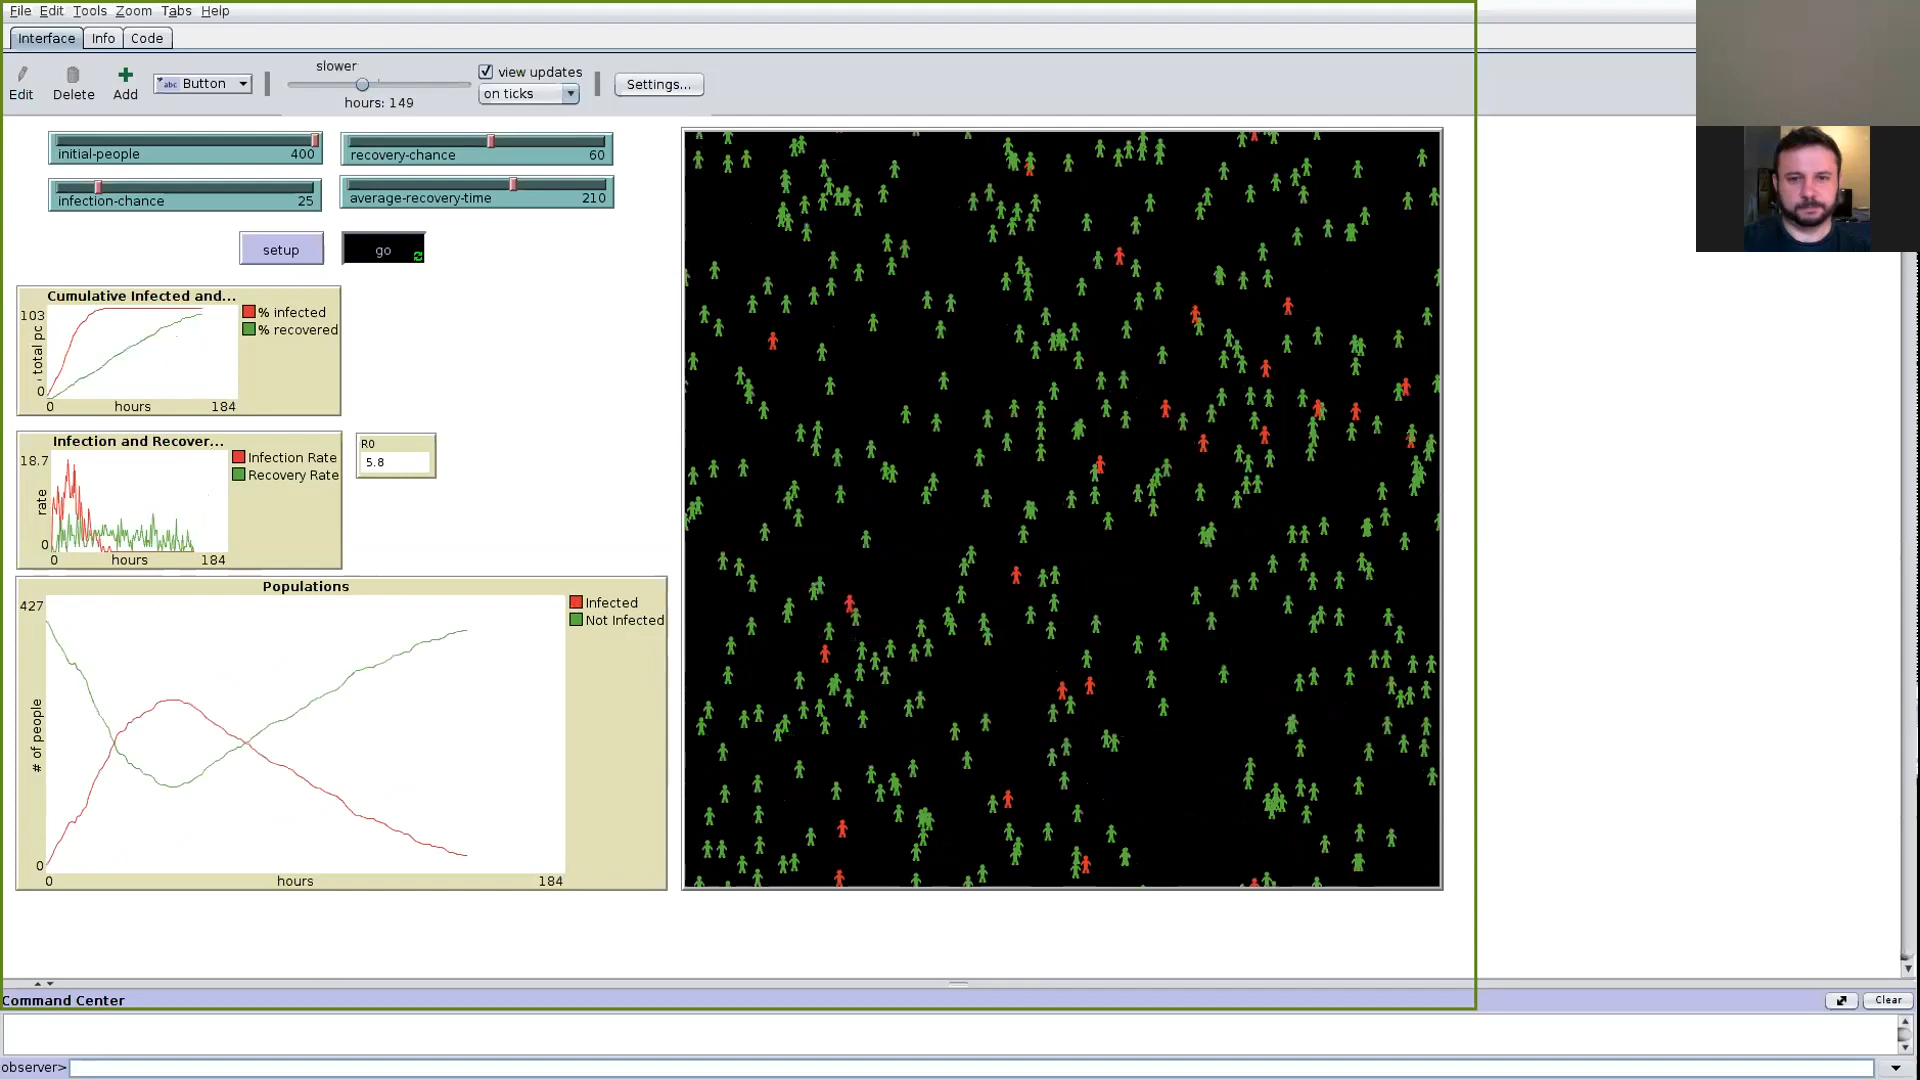 File Edit Tools Zoom Tabs Help
Interface Info Code
Edit Delete Add abc Button slower hours: 149 view updates on ticks Settings...
initial-people 400
recovery-chance 60
infection-chance 25
average-recovery-time 210
setup go
Cumulative Infected and...
103
total pc
0
0 hours 184
% infected
% recovered
Infection and Recover...
18.7
rate
0
0 hours 184
Infection Rate
Recovery Rate
R0
5.8
Populations
427
# of people
0
0 hours 184
Infected
Not Infected
Command Center Clear
observer>